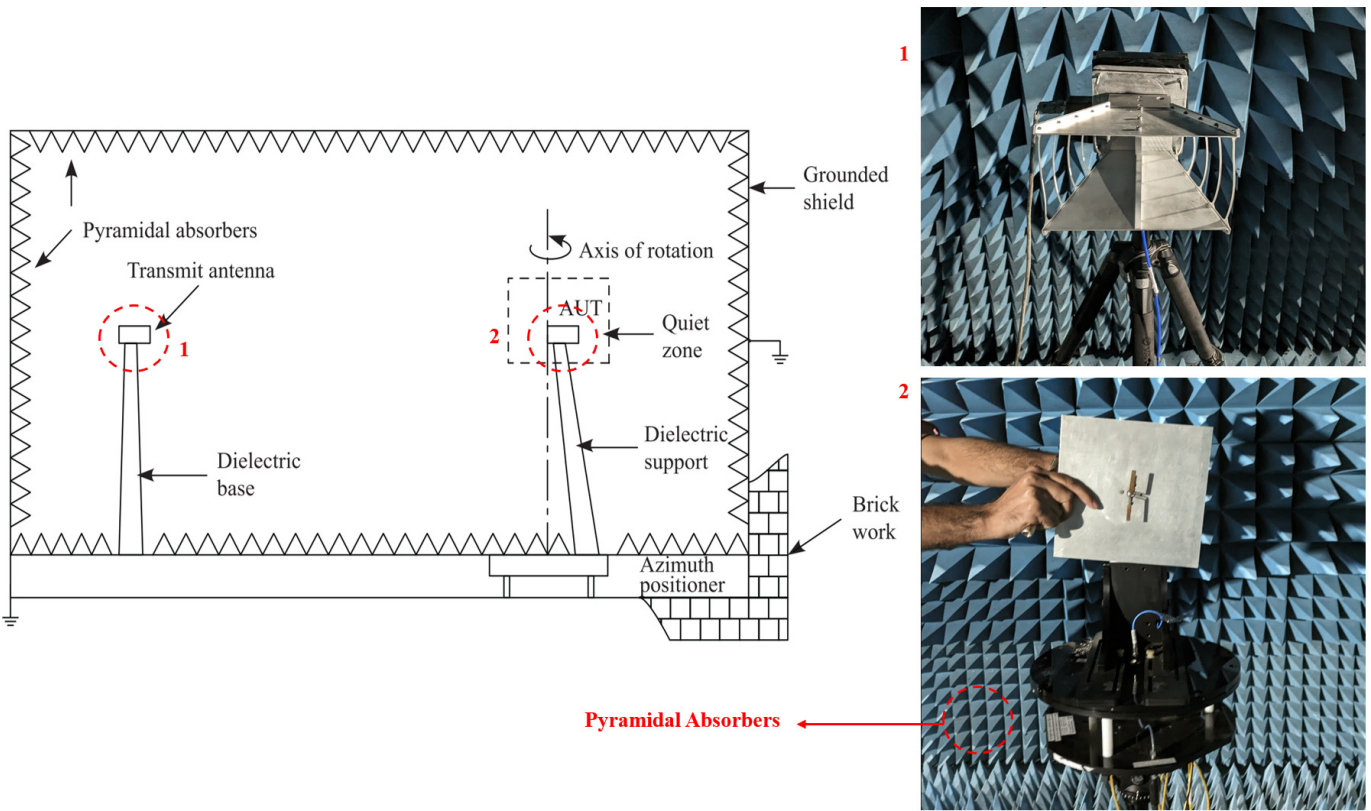 1
Grounded
shield
Pyramidal absorbers
Axis of rotation
Transmit antenna
AUT
Quiet
zone
1
2
2
Dielectric
support
Dielectric
base
Brick
work
Azimuth
positioner
Pyramidal Absorbers